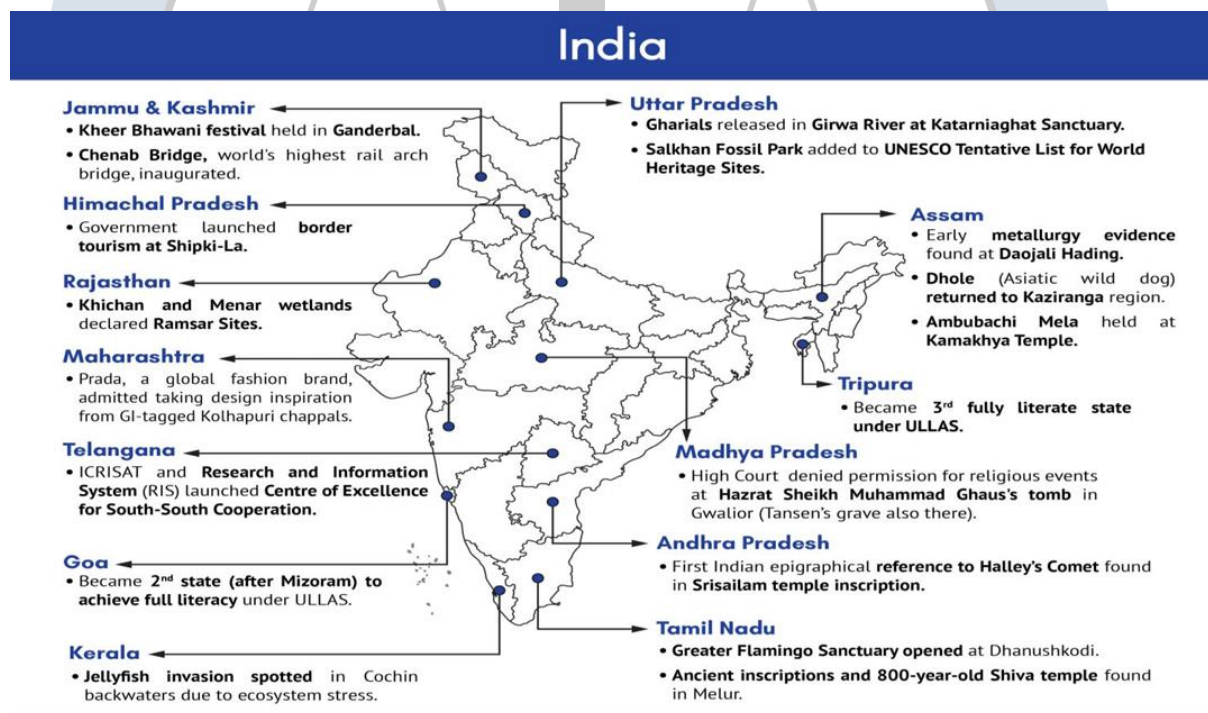 India
Jammu & Kashmir
• Kheer Bhawani festival held in Ganderbal.
• Chenab Bridge, world's highest rail arch
bridge, inaugurated.
Himachal Pradesh
• Government launched border
tourism at Shipki-La.
Rajasthan
• Khichan and Menar wetlands
declared Ramsar Sites.
Maharashtra
• Prada, a global fashion brand,
admitted taking design inspiration
from GI-tagged Kolhapuri chappals.
Telangana
• ICRISAT and Research and Information
System (RIS) launched Centre of Excellence
for South-South Cooperation.
Goa
• Became 2nd state (after Mizoram) to
achieve full literacy under ULLAS.
Kerala
• Jellyfish invasion spotted in Cochin
backwaters due to ecosystem stress.
Uttar Pradesh
• Gharials released in Girwa River at Katarniaghat Sanctuary.
• Salkhan Fossil Park added to UNESCO Tentative List for World
Heritage Sites.
Assam
• Early metallurgy evidence
found at Daojali Hading.
• Dhole (Asiatic wild dog)
returned to Kaziranga region.
• Ambubachi Mela held at
Kamakhya Temple.
Tripura
• Became 3rd fully literate state
under ULLAS.
Madhya Pradesh
• High Court denied permission for religious events
at Hazrat Sheikh Muhammad Ghaus's tomb in
Gwalior (Tansen's grave also there).
Andhra Pradesh
• First Indian epigraphical reference to Halley's Comet found
in Srisailam temple inscription.
Tamil Nadu
• Greater Flamingo Sanctuary opened at Dhanushkodi.
• Ancient inscriptions and 800-year-old Shiva temple found
in Melur.